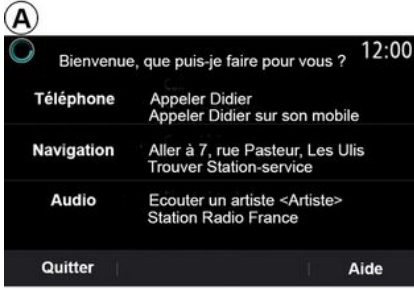 A
Bienvenue, que puis-je faire pour vous ? 12:00
Téléphone Appeler Didier
Appeler Didier sur son mobile
Navigation Aller à 7, rue Pasteur, Les Ulis
Trouver Station-service
Audio Ecouter un artiste <Artiste>
Station Radio France
Quitter Aide